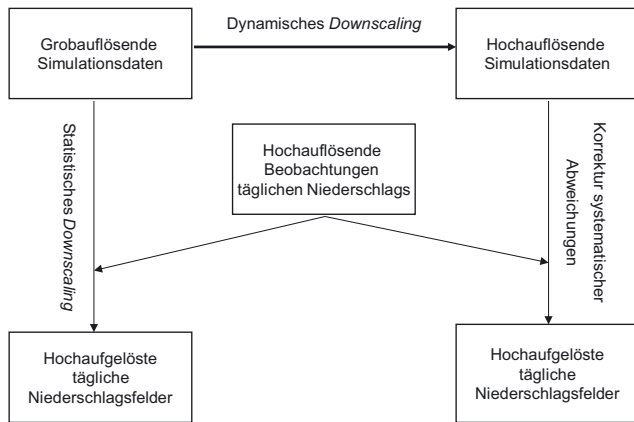 Dynamisches Downscaling
Grobauflösende
Simulationsdaten
Hochauflösende
Simulationsdaten
Statistisches Downscaling
Hochauflösende
Beobachtungen
täglichen Niederschlags
Korrektur systematischer
Abweichungen
Hochaufgelöste
tägliche
Niederschlagsfelder
Hochaufgelöste
tägliche
Niederschlagsfelder